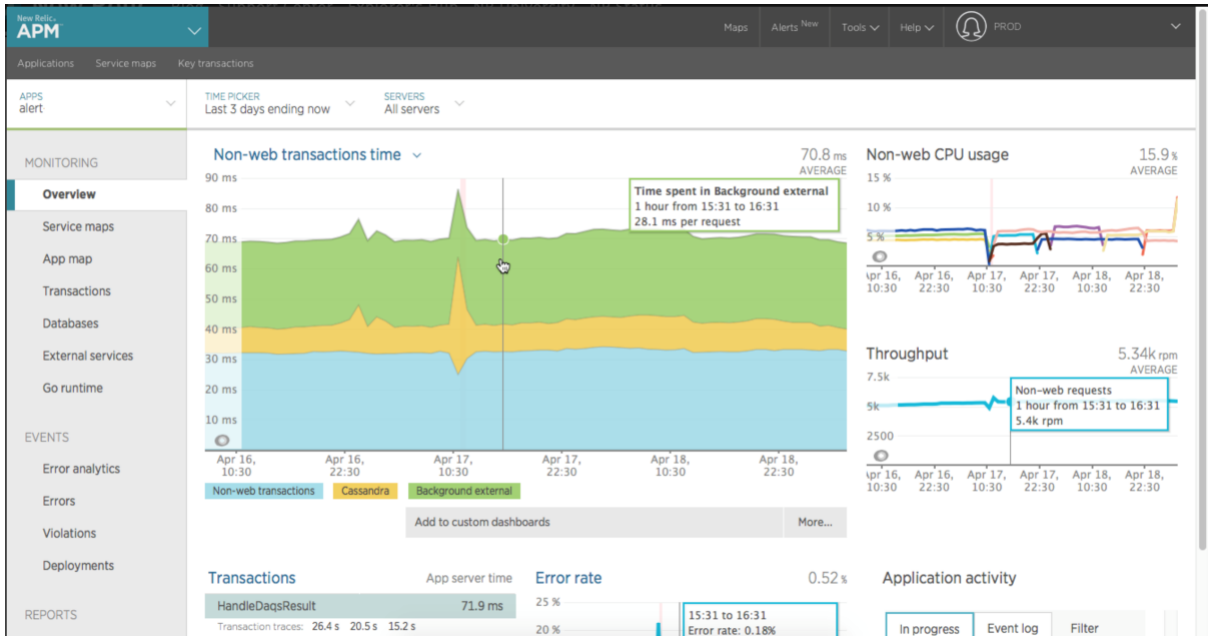 New Relic.
APM
Maps
Alerts New
Tools
Help
PROD
Applications
Service maps
Key transactions
APPS
alert
TIME PICKER
Last 3 days ending now
SERVERS
All servers
MONITORING
Overview
Service maps
App map
Transactions
Databases
External services
Go runtime
EVENTS
Error analytics
Errors
Violations
Deployments
REPORTS
Non-web transactions time
70.8 ms
AVERAGE
90 ms
80 ms
70 ms
60 ms
50 ms
40 ms
30 ms
20 ms
10 ms
Time spent in Background external
1 hour from 15:31 to 16:31
28.1 ms per request
Apr 16, Apr 16, Apr 17, Apr 17, Apr 18, Apr 18,
10:30 22:30 10:30 22:30 10:30 22:30
Non-web transactions
Cassandra
Background external
Add to custom dashboards
More...
Non-web CPU usage
15.9 %
AVERAGE
15 %
10 %
5 %
Apr 16, Apr 16, Apr 17, Apr 17, Apr 18, Apr 18,
10:30 22:30 10:30 22:30 10:30 22:30
Throughput
5.34k rpm
AVERAGE
7.5k
5k
2500
Non-web requests
1 hour from 15:31 to 16:31
5.4k rpm
Apr 16, Apr 16, Apr 17, Apr 17, Apr 18, Apr 18,
10:30 22:30 10:30 22:30 10:30 22:30
Transactions
App server time
HandleDaqsResult
71.9 ms
Transaction traces: 26.4 s 20.5 s 15.2 s
Error rate
0.52 %
25 %
20 %
15:31 to 16:31
Error rate: 0.18%
Application activity
In progress
Event log
Filter